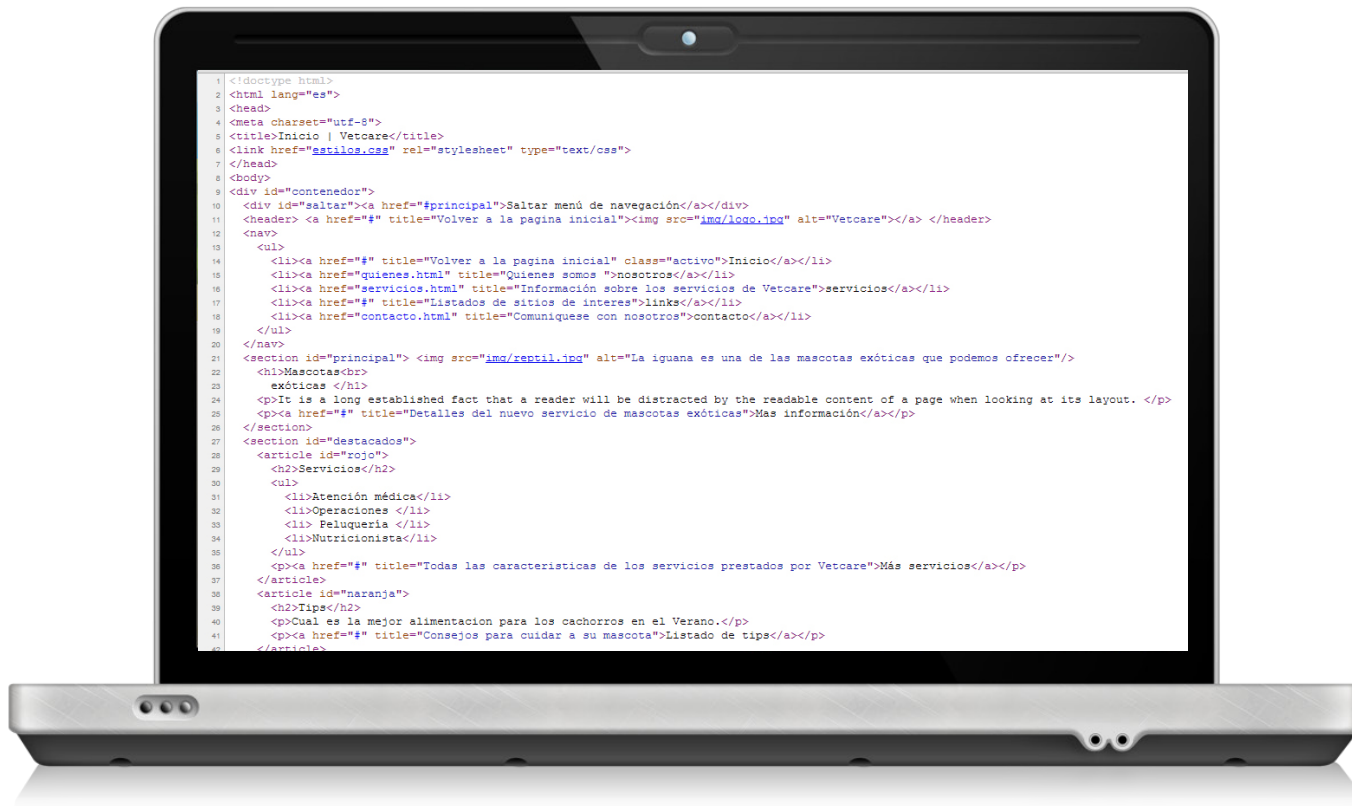 1 <!doctype html>
2 <html lang="es">
3 <head>
4 <meta charset="utf-8">
5 <title>Inicio | Vetcare</title>
6 <link href="estilos.css" rel="stylesheet" type="text/css">
7 </head>
8 <body>
9 <div id="contenedor">
10 <div id="saltar"><a href="#principal">Saltar menú de navegación</a></div>
11 <header> <a href="#" title="Volver a la pagina inicial"><img src="img/logo.jpg" alt="Vetcare"></a> </header>
12 <nav>
13 <ul>
14 <li><a href="#" title="Volver a la pagina inicial" class="activo">Inicio</a></li>
15 <li><a href="quienes.html" title="Quienes somos ">nosotros</a></li>
16 <li><a href="servicios.html" title="Información sobre los servicios de Vetcare">servicios</a></li>
17 <li><a href="#" title="Listados de sitios de interes">links</a></li>
18 <li><a href="contacto.html" title="Comuniquese con nosotros">contacto</a></li>
19 </ul>
20 </nav>
21 <section id="principal"> <img src="img/reptil.jpg" alt="La iguana es una de las mascotas exóticas que podemos ofrecer"/>
22 <h1>Mascotas<br>
23 exóticas </h1>
24 <p>It is a long established fact that a reader will be distracted by the readable content of a page when looking at its layout. </p>
25 <p><a href="#" title="Detalles del nuevo servicio de mascotas exóticas">Mas información</a></p>
26 </section>
27 <section id="destacados">
28 <article id="rojo">
29 <h2>Servicios</h2>
30 <ul>
31 <li>Atención médica</li>
32 <li>Operaciones </li>
33 <li> Peluquería </li>
34 <li>Nutricionista</li>
35 </ul>
36 <p><a href="#" title="Todas las caracteristicas de los servicios prestados por Vetcare">Más servicios</a></p>
37 </article>
38 <article id="naranja">
39 <h2>Tips</h2>
40 <p>Cual es la mejor alimentacion para los cachorros en el Verano.</p>
41 <p><a href="#" title="Consejos para cuidar a su mascota">Listado de tips</a></p>
42 </article>